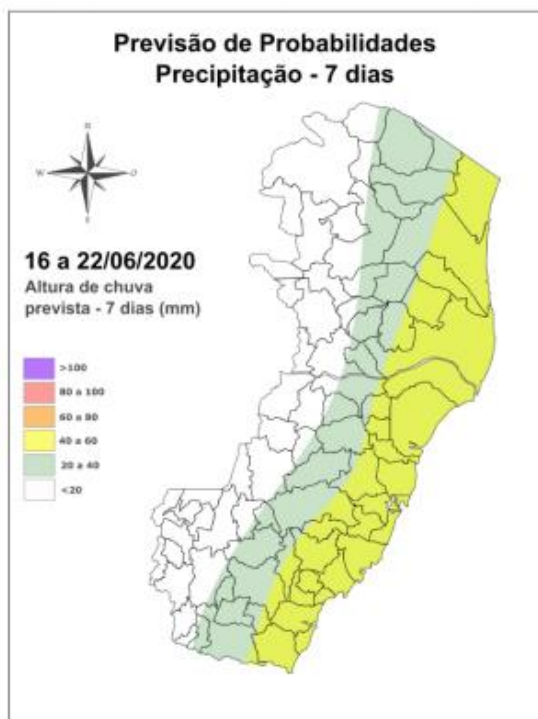 Previsão de Probabilidades
Precipitação - 7 dias
N
W
O
S
16 a 22/06/2020
Altura de chuva
prevista - 7 dias (mm)
>100
80 a 100
60 a 80
40 a 60
20 a 40
<20